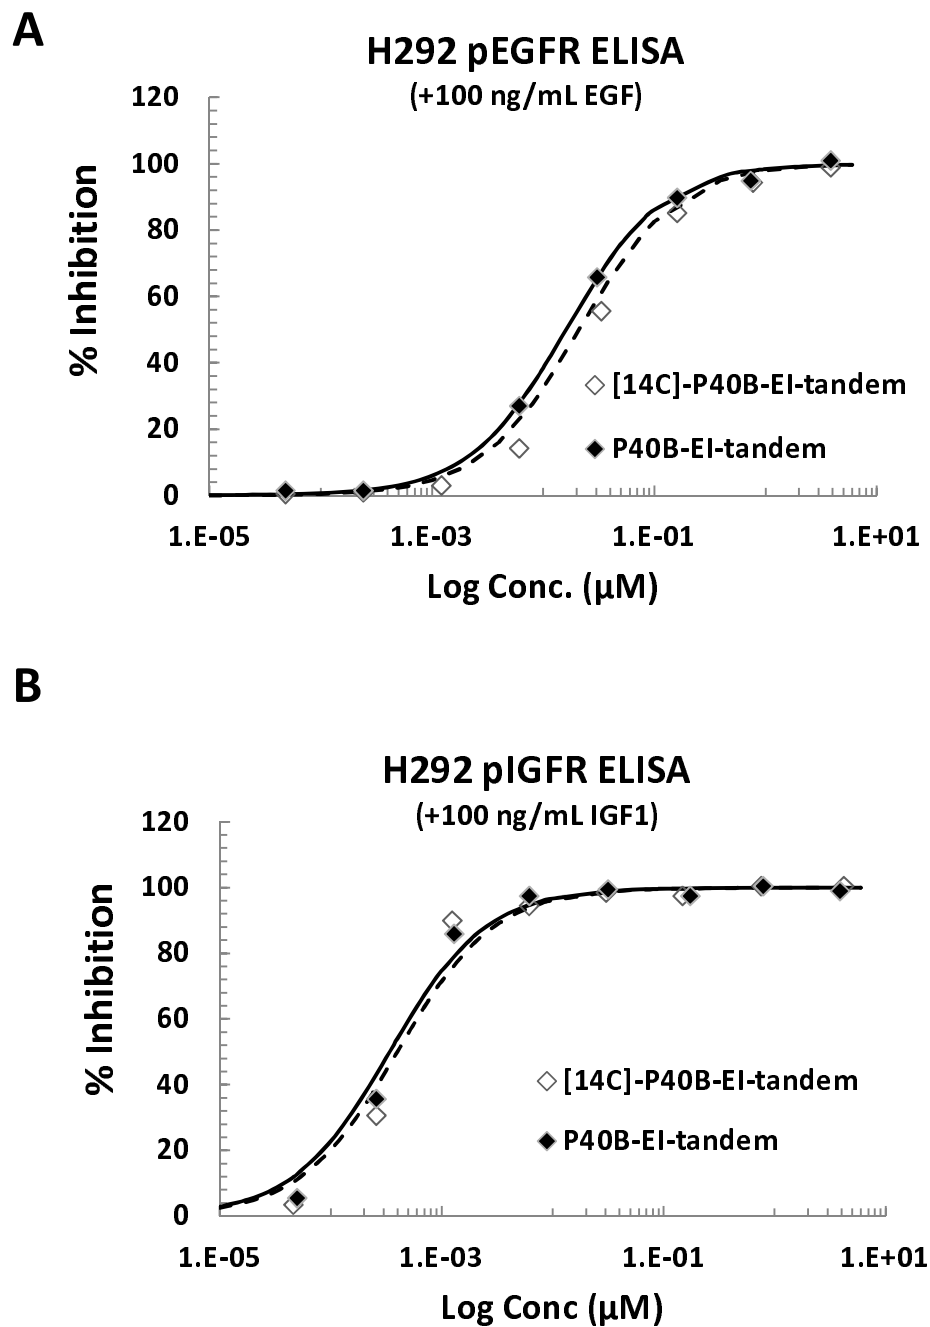 A
H292 pEGFR ELISA
(+100 ng/mL EGF)
120
100
80
60
40
20
0
% Inhibition
[14C]-P40B-EI-tandem
P40B-EI-tandem
1.E-05 1.E-03 1.E-01 1.E+01
Log Conc. (µM)
B
H292 pIGFR ELISA
(+100 ng/mL IGF1)
120
100
80
60
40
20
0
% Inhibition
[14C]-P40B-EI-tandem
P40B-EI-tandem
1.E-05 1.E-03 1.E-01 1.E+01
Log Conc (µM)